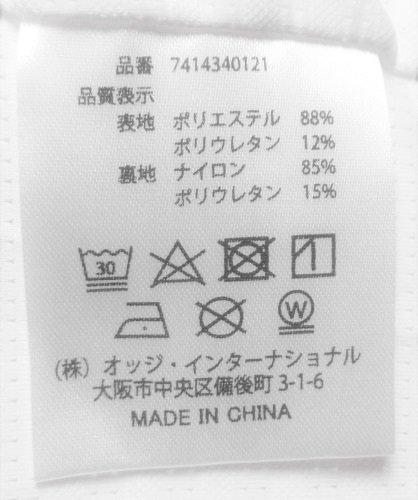 品番 7414340121
品質表示
表地 ポリエステル 88%
ポリウレタン 12%
裏地 ナイロン 85%
ポリウレタン 15%
30
W
（株）オッジ・インターナショナル
大阪市中央区備後町 3-1-6
MADE IN CHINA